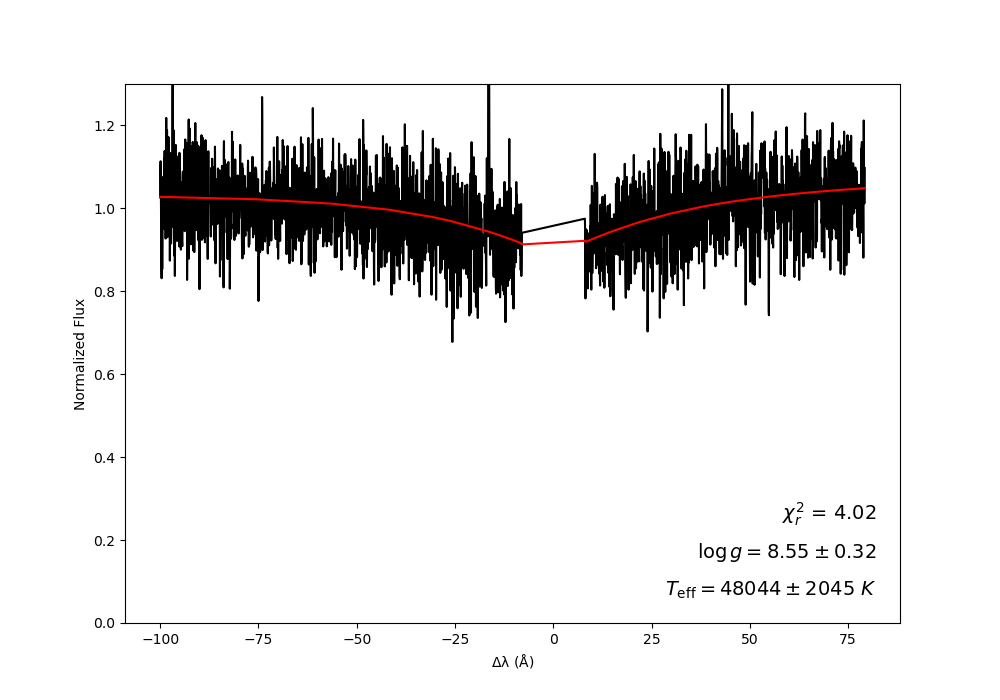 1.2
1.0
0.8
0.6
0.4
0.2
0.0
Normalized Flux
χ²ᵣ = 4.02
log g = 8.55 ± 0.32
T_eff = 48044 ± 2045 K
−100 −75 −50 −25 0 25 50 75
Δλ (Å)